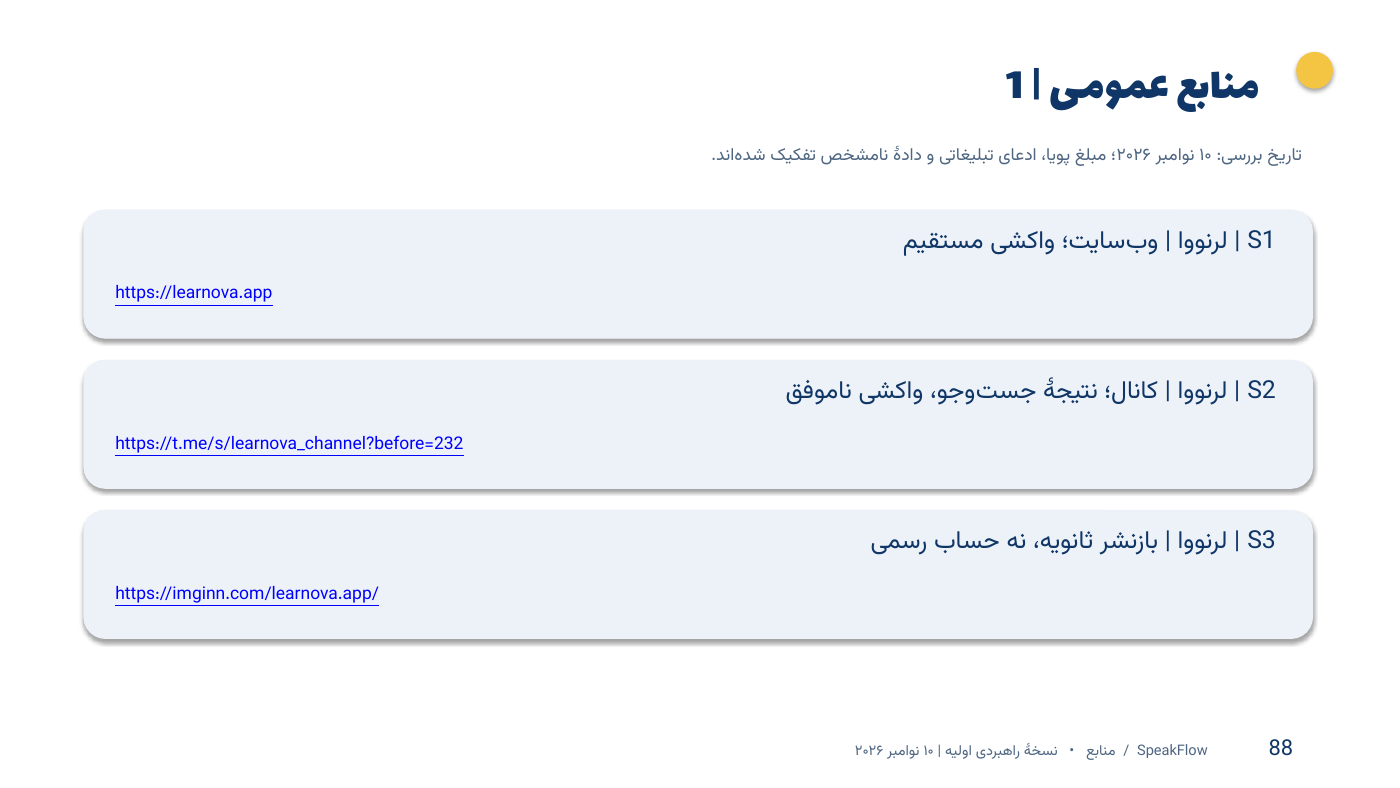 منابع عمومی | 1
تاریخ بررسی: ۱۰ نوامبر ۲۰۲۶؛ مبلغ پویا، ادعای تبلیغاتی و دادهٔ نامشخص تفکیک شده‌اند.
S1 | لرنووا | وب‌سایت؛ واکشی مستقیم
https://learnova.app
S2 | لرنووا | کانال؛ نتیجهٔ جست‌وجو، واکشی ناموفق
https://t.me/s/learnova_channel?before=232
S3 | لرنووا | بازنشر ثانویه، نه حساب رسمی
https://imginn.com/learnova.app/
88
SpeakFlow / منابع • نسخهٔ راهبردی اولیه | ۱۰ نوامبر ۲۰۲۶